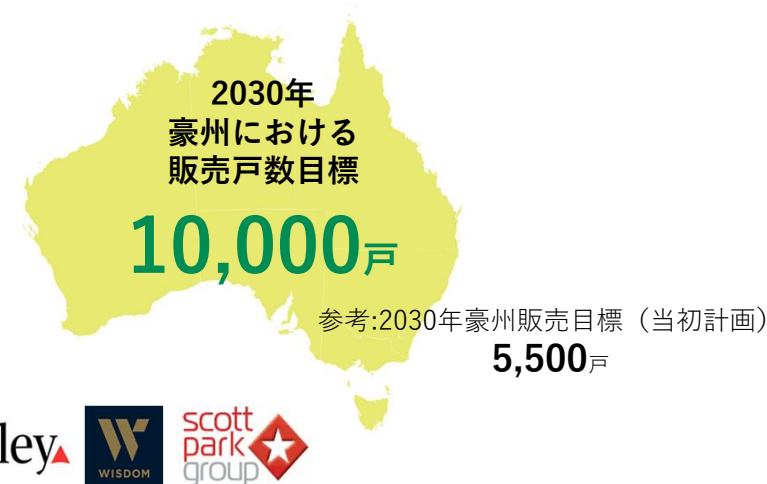 2030年
豪州における
販売戸数目標
10,000戸
参考:2030年豪州販売目標（当初計画）
5,500戸
ley
W
WISDOM
scott
park
group